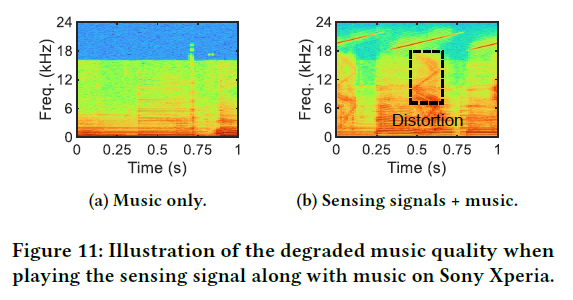 24
18
12
6
0
Freq. (kHz)
0 0.25 0.5 0.75 1
Time (s)
(a) Music only.
24
18
12
6
0
Freq. (kHz)
Distortion
0 0.25 0.5 0.75 1
Time (s)
(b) Sensing signals + music.
Figure 11: Illustration of the degraded music quality when
playing the sensing signal along with music on Sony Xperia.